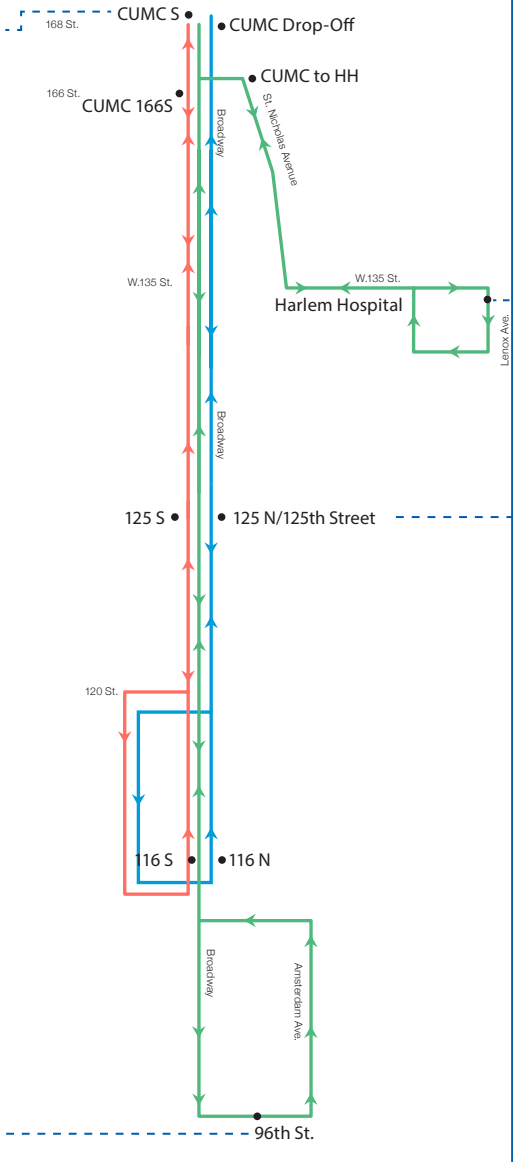 CUMC S
168 St.
CUMC Drop-Off
CUMC to HH
166 St.
CUMC 166S
St. Nicholas Avenue
Broadway
W.135 St.
W.135 St.
Harlem Hospital
Lenox Ave.
Broadway
125 S
125 N/125th Street
120 St.
116 S
116 N
Broadway
Amsterdam Ave.
96th St.